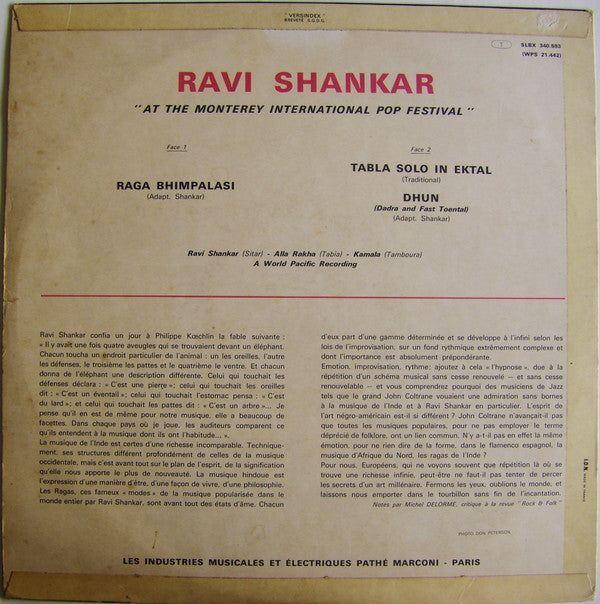 " VERSINDEX "
BREVETÉ S.G.D.G.
1 SLBX 340.593
(WPS 21.442)
RAVI SHANKAR
"AT THE MONTEREY INTERNATIONAL POP FESTIVAL"
Face 1
RAGA BHIMPALASI
(Adapt. Shankar)
Face 2
TABLA SOLO IN EKTAL
(Traditional)
DHUN
(Dadra and Fast Toental)
(Adapt. Shankar)
Ravi Shankar (Sitar) - Alla Rakha (Tabla) - Kamala (Tamboura)
A World Pacific Recording
Ravi Shankar confia un jour à Philippe Kœchlin la fable suivante :
« Il y avait une fois quatre aveugles qui se trouvaient devant un éléphant.
Chacun toucha un endroit particulier de l'animal : un les oreilles, l'autre
les défenses, le troisième les pattes et le quatrième le ventre. Et chacun
donna de l'éléphant une description différente. Celui qui touchait les
défenses déclara : « C'est une pierre »; celui qui touchait les oreilles
dit : « C'est un éventail »; celui qui touchait l'estomac pensa : « C'est
du lard »; et celui qui touchait les pattes dit : « C'est un arbre »... Je
pense qu'il en est de même pour notre musique, elle a beaucoup de
facettes. Dans chaque pays où je joue, les auditeurs comparent ce
qu'ils entendent à la musique dont ils ont l'habitude... ».
La musique de l'Inde est certes d'une richesse incomparable. Technique-
ment, ses structures diffèrent profondément de celles de la musique
occidentale, mais c'est avant tout sur le plan de l'esprit, de la signification
qu'elle nous apporte le plus de nouveauté. La musique hindoue est
l'expression d'une manière d'être, d'une façon de vivre, d'une philosophie.
Les Ragas, ces fameux « modes » de la musique popularisée dans le
monde entier par Ravi Shankar, sont avant tout des états d'âme. Chacun
d'eux part d'une gamme déterminée et se développe à l'infini selon les
lois de l'improvisation; sur un fond rythmique extrêmement complexe et
dont l'importance est absolument prépondérante.
Emotion, improvisation, rythme; ajoutez à cela « l'hypnose », due à la
répétition d'un schéma musical sans cesse renouvelé — et sans cesse
renouvelable — et vous comprendrez pourquoi des musiciens de Jazz
tels que le grand John Coltrane vouaient une admiration sans bornes
à la musique de l'Inde et à Ravi Shankar en particulier. L'esprit de
l'art négro-américain est-il si différent ? John Coltrane n'avançait-il pas
que toutes les musiques populaires, pour ne pas employer le terme
déprécié de folklore, ont un lien commun. N'y a-t-il pas en effet la même
émotion, pour ne rien dire de la forme, dans le flamenco espagnol, la
musique d'Afrique du Nord, les ragas de l'Inde ?
Pour nous, Européens, qui ne voyons souvent que répétition là où se
trouve une richesse infinie, peut-être ne faut-il pas tenter de percer
les secrets d'un art millénaire. Fermons les yeux, oublions le monde, et
laissons nous emporter dans le tourbillon sans fin de l'incantation.
Notés par Michel DELORME, critique à la revue " Rock & Folk "
PHOTO DON PETERSON
LES INDUSTRIES MUSICALES ET ÉLECTRIQUES PATHÉ MARCONI - PARIS